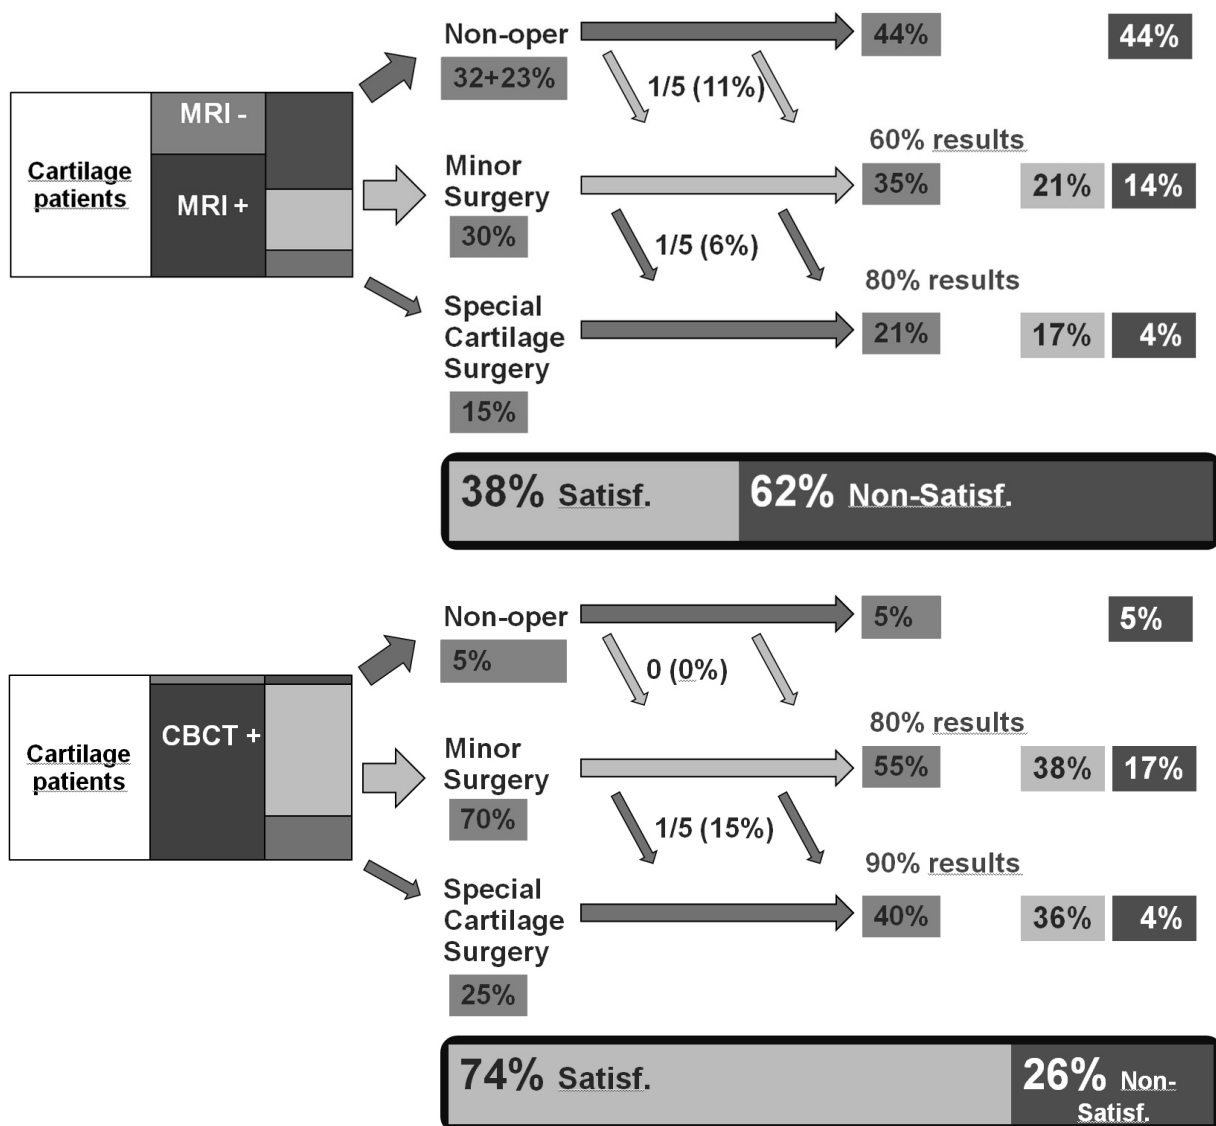 Non-oper
44%
44%
32+23%
1/5 (11%)
MRI -
Cartilage
patients
MRI +
60% results
Minor
Surgery
35%
21%
14%
30%
1/5 (6%)
80% results
Special
Cartilage
Surgery
21%
17%
4%
15%
38% Satisf.
62% Non-Satisf.
Non-oper
5%
5%
5%
0 (0%)
CBCT +
Cartilage
patients
80% results
Minor
Surgery
55%
38%
17%
70%
1/5 (15%)
90% results
Special
Cartilage
Surgery
40%
36%
4%
25%
74% Satisf.
26% Non-
Satisf.